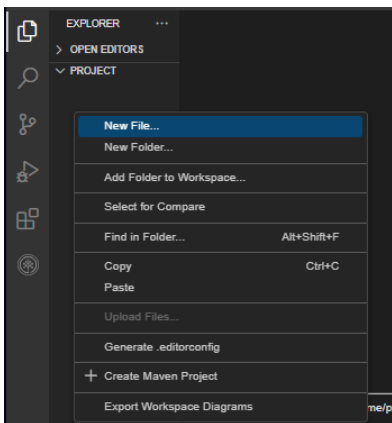 EXPLORER ...
> OPEN EDITORS
PROJECT
New File...
New Folder...
Add Folder to Workspace...
Select for Compare
Find in Folder... Alt+Shift+F
Copy Ctrl+C
Paste
Upload Files...
Generate .editorconfig
+ Create Maven Project
Export Workspace Diagrams
me/p